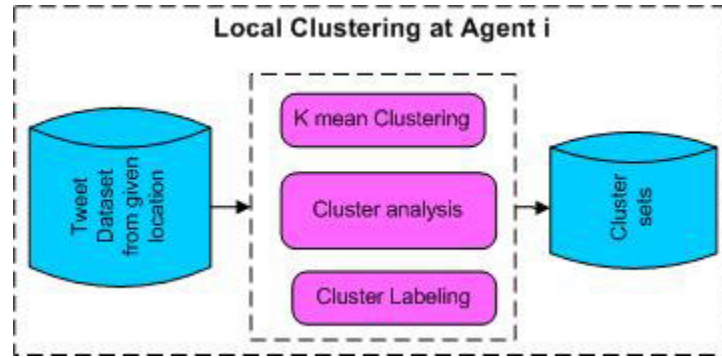 Local Clustering at Agent i
Tweet
Dataset
from given
location
K mean Clustering
Cluster analysis
Cluster Labeling
Cluster
sets